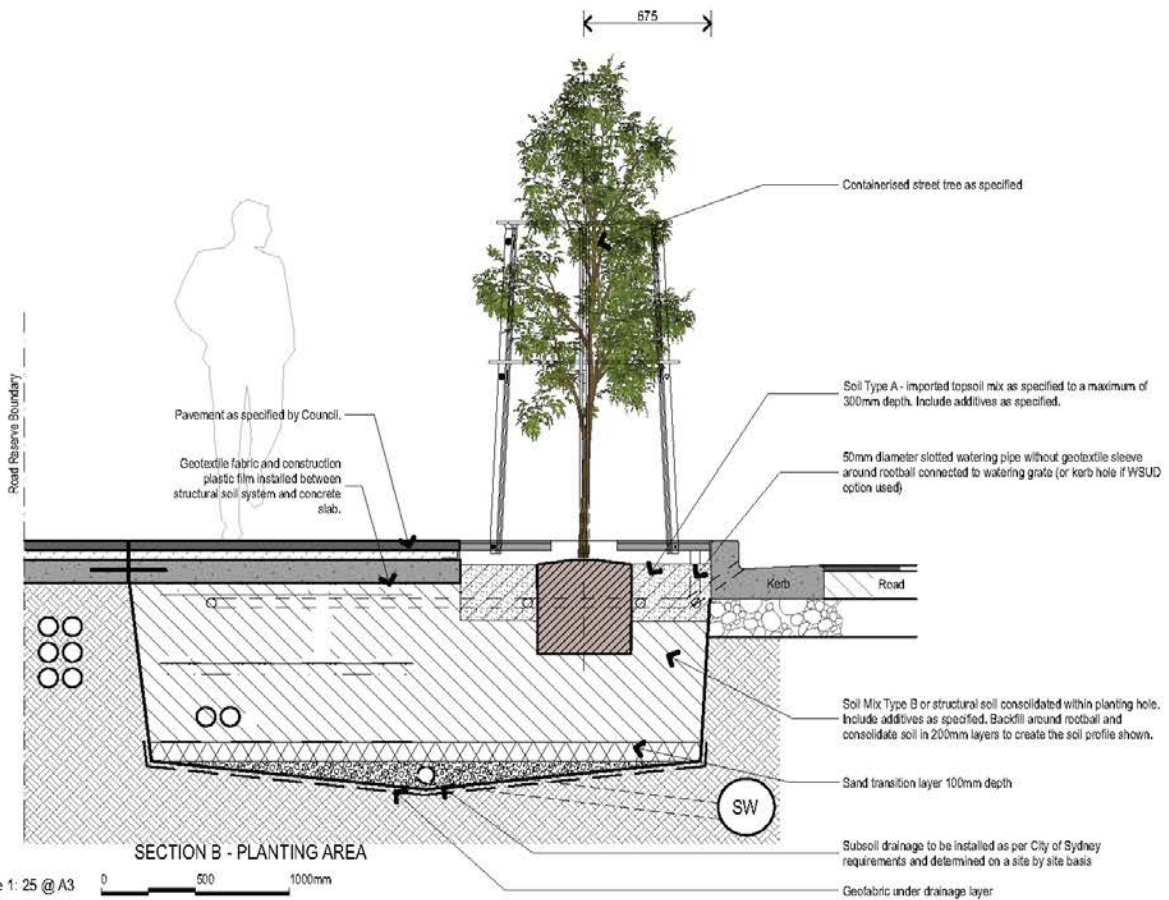 675
Containerised street tree as specified
Road Reserve Boundary
Pavement as specified by Council.
Geotextile fabric and construction
plastic film installed between
structural soil system and concrete
slab.
Soil Type A - imported topsoil mix as specified to a maximum of
300mm depth. Include additives as specified.
50mm diameter slotted watering pipe without geotextile sleeve
around rootball connected to watering grate (or kerb hole if WSUD
option used)
Kerb
Road
Soil Mix Type B or structural soil consolidated within planting hole.
Include additives as specified. Backfill around rootball and
consolidate soil in 200mm layers to create the soil profile shown.
Sand transition layer 100mm depth
SW
Subsoil drainage to be installed as per City of Sydney
requirements and determined on a site by site basis
Geofabric under drainage layer
SECTION B - PLANTING AREA
e 1: 25 @ A3
0 500 1000mm